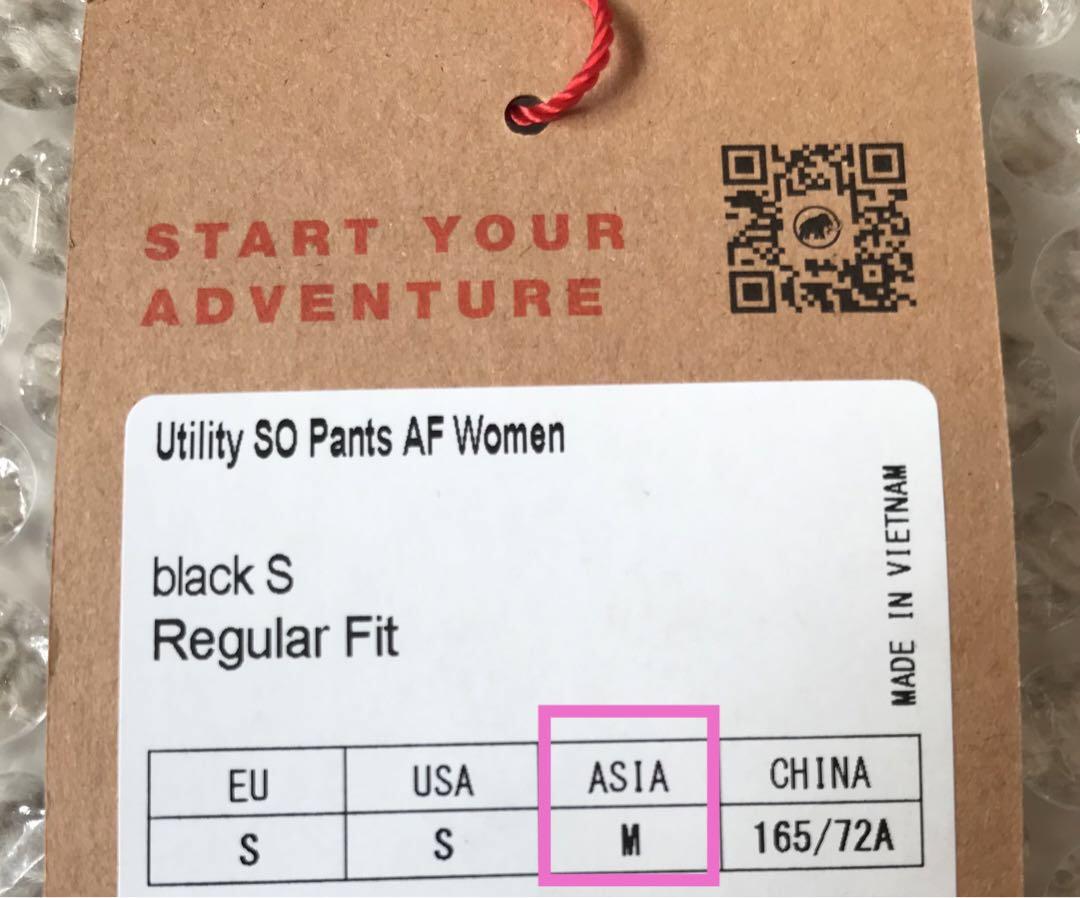 START YOUR
ADVENTURE
Utility SO Pants AF Women
black S
Regular Fit
MADE IN VIETNAM
EU USA ASIA CHINA
S S M 165/72A